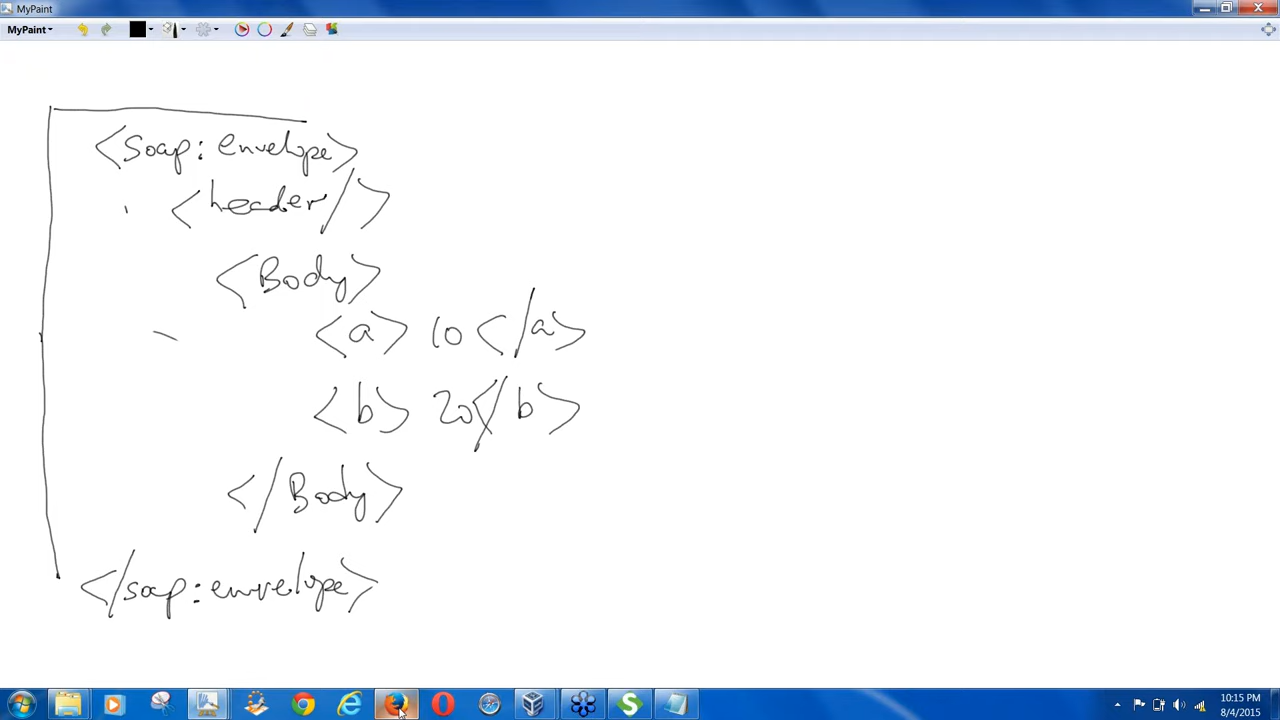 MyPaint
MyPaint
<soap: envelope>
<header/>
<Body>
<a> 10 </a>
<b> 20 </b>
</Body>
</soap: envelope>
10:15 PM
8/4/2015